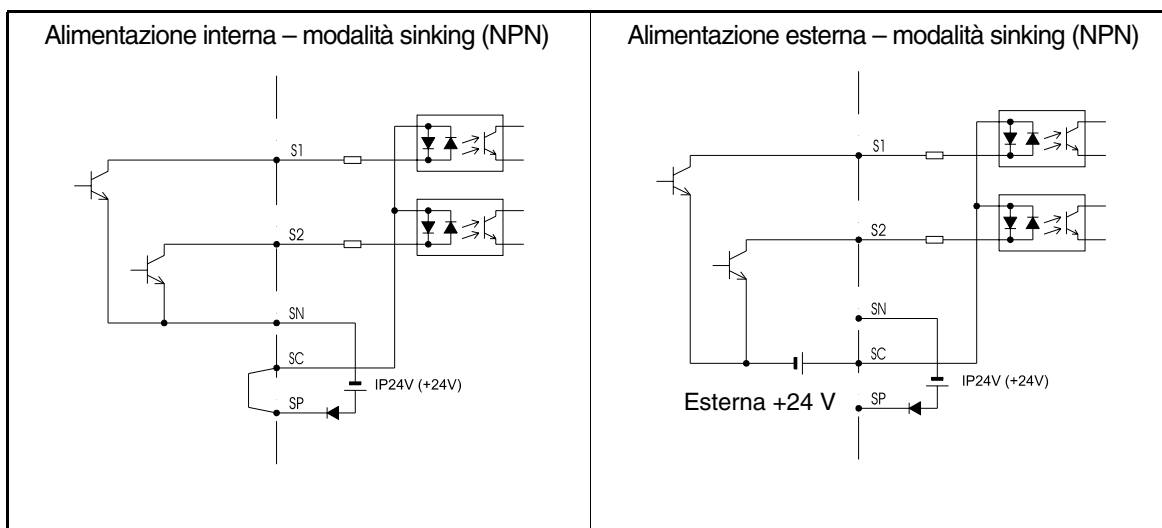 Alimentazione interna – modalità sinking (NPN)
S1
S2
SN
SC
IP24V (+24V)
SP
Alimentazione esterna – modalità sinking (NPN)
S1
S2
SN
SC
IP24V (+24V)
Esterna +24 V
SP